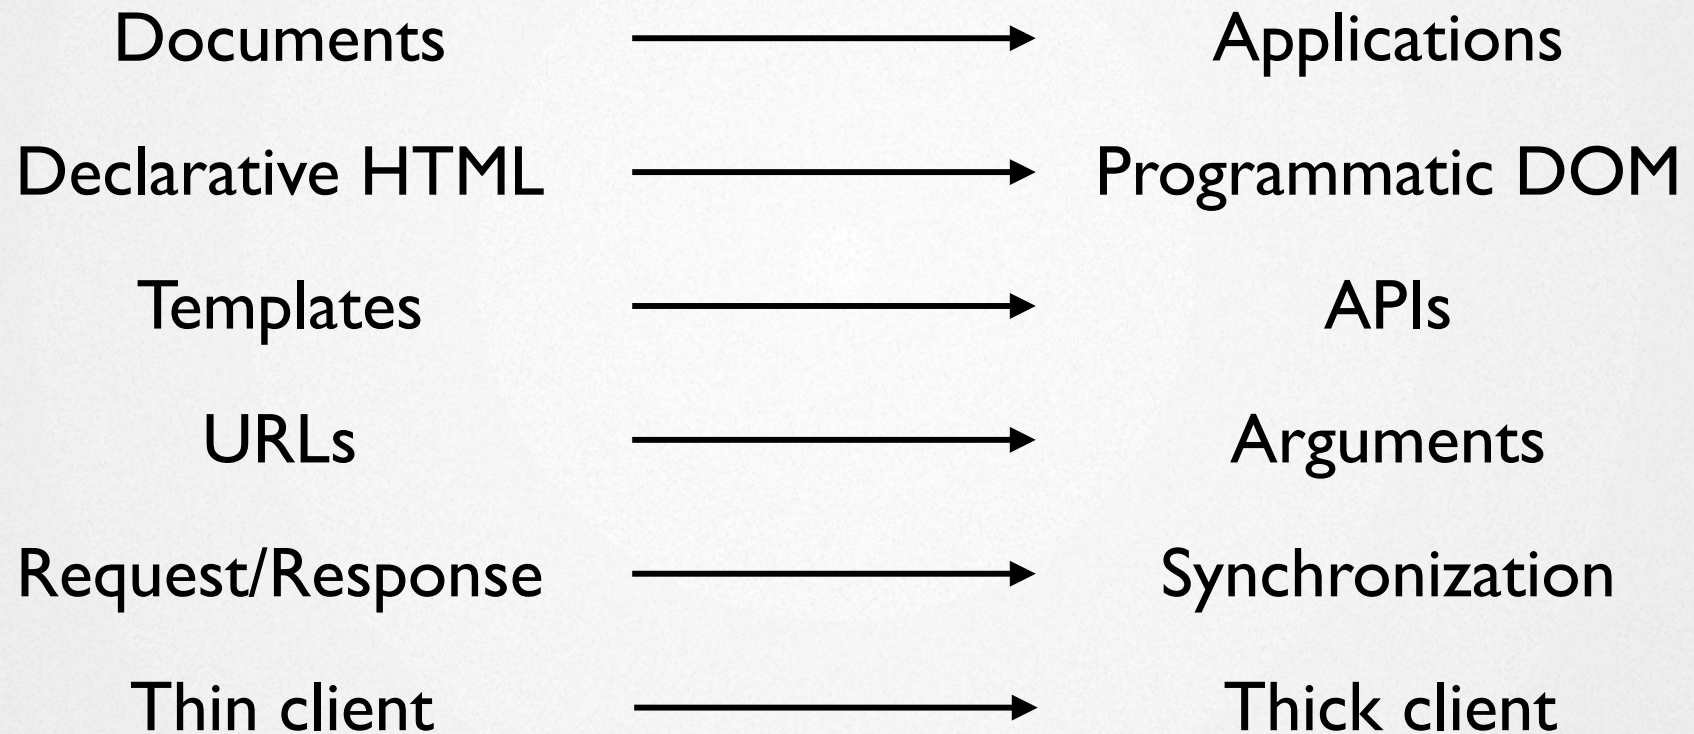 Documents Applications
Declarative HTML Programmatic DOM
Templates APIs
URLs Arguments
Request/Response Synchronization
Thin client Thick client